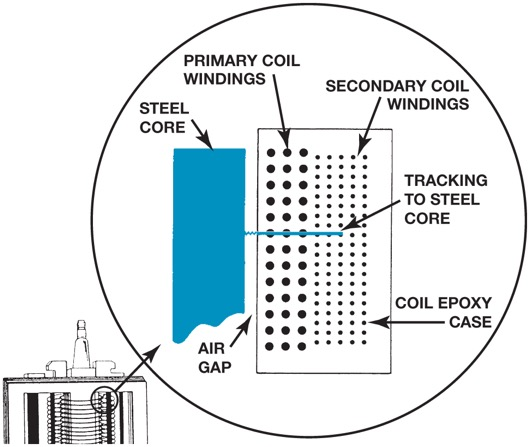 PRIMARY COIL
WINDINGS
SECONDARY COIL
WINDINGS
STEEL
CORE
TRACKING
TO STEEL
CORE
COIL EPOXY
CASE
AIR
GAP